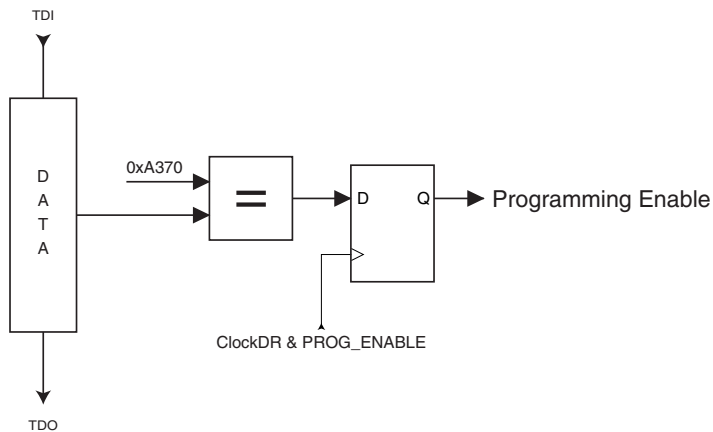 TDI
D
A
T
A
0xA370
=
D Q
Programming Enable
ClockDR & PROG_ENABLE
TDO